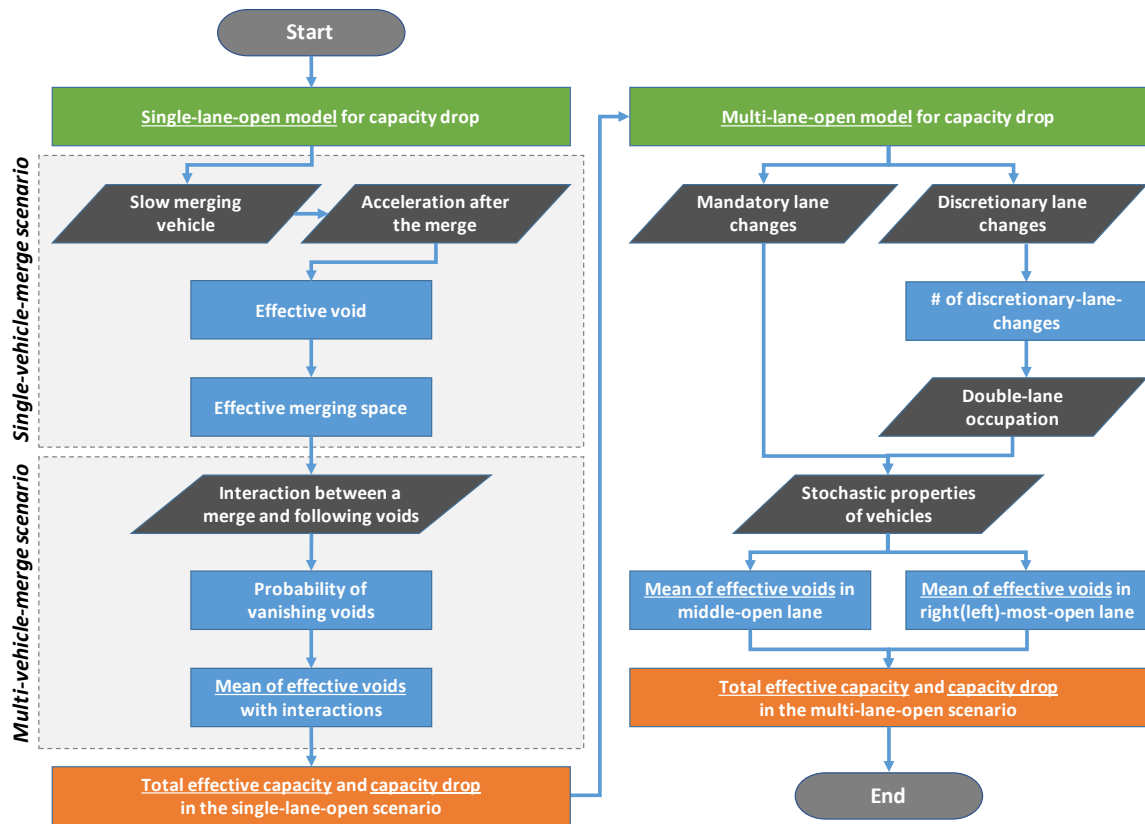 Start
Single-lane-open model for capacity drop
Single-vehicle-merge scenario
Slow merging
vehicle
Acceleration after
the merge
Effective void
Effective merging space
Multi-vehicle-merge scenario
Interaction between a
merge and following voids
Probability of
vanishing voids
Mean of effective voids
with interactions
Total effective capacity and capacity drop
in the single-lane-open scenario
Multi-lane-open model for capacity drop
Mandatory lane
changes
Discretionary lane
changes
# of discretionary-lane-
changes
Double-lane
occupation
Stochastic properties
of vehicles
Mean of effective voids in
middle-open lane
Mean of effective voids in
right(left)-most-open lane
Total effective capacity and capacity drop
in the multi-lane-open scenario
End